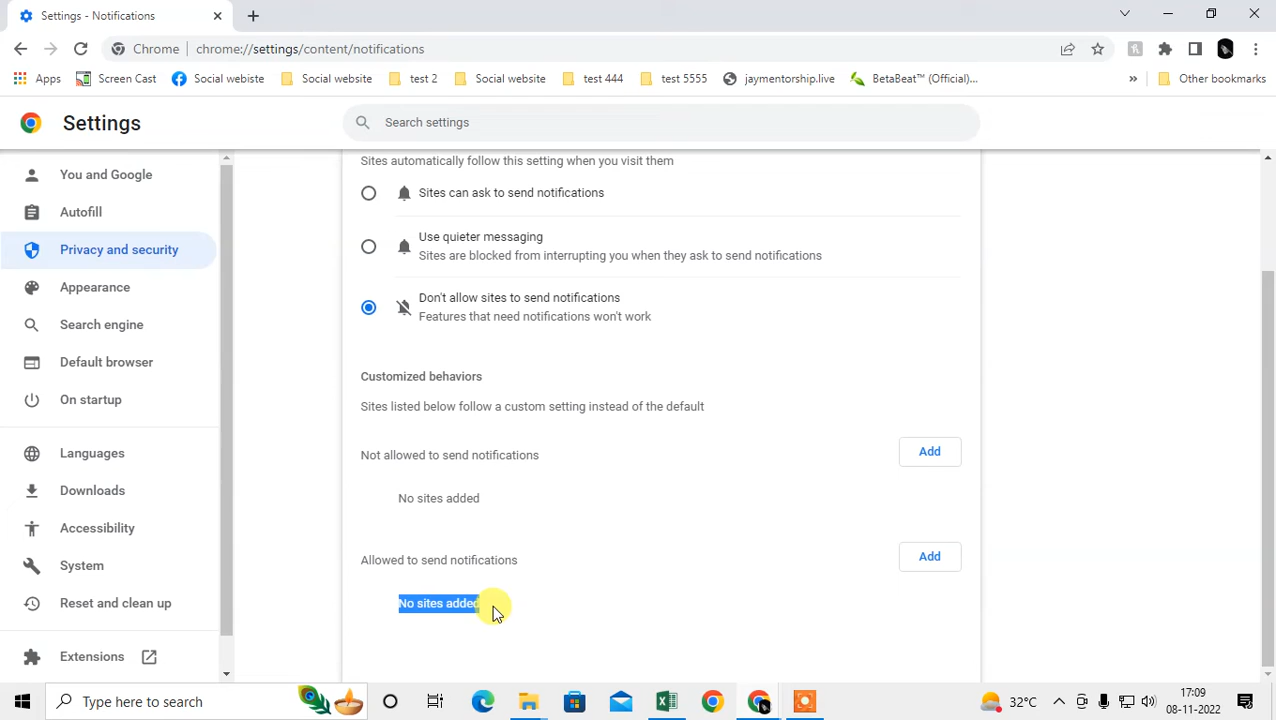 Settings - Notifications
Chrome chrome://settings/content/notifications
Apps Screen Cast Social webiste Social website test 2 Social website test 444 test 5555 jaymentorship.live BetaBeat™ (Official)... » Other bookmarks
Settings
Search settings
You and Google
Autofill
Privacy and security
Appearance
Search engine
Default browser
On startup
Languages
Downloads
Accessibility
System
Reset and clean up
Extensions
Sites automatically follow this setting when you visit them
Sites can ask to send notifications
Use quieter messaging
Sites are blocked from interrupting you when they ask to send notifications
Don't allow sites to send notifications
Features that need notifications won't work
Customized behaviors
Sites listed below follow a custom setting instead of the default
Not allowed to send notifications
Add
No sites added
Allowed to send notifications
Add
No sites added
Type here to search
32°C
17:09
08-11-2022